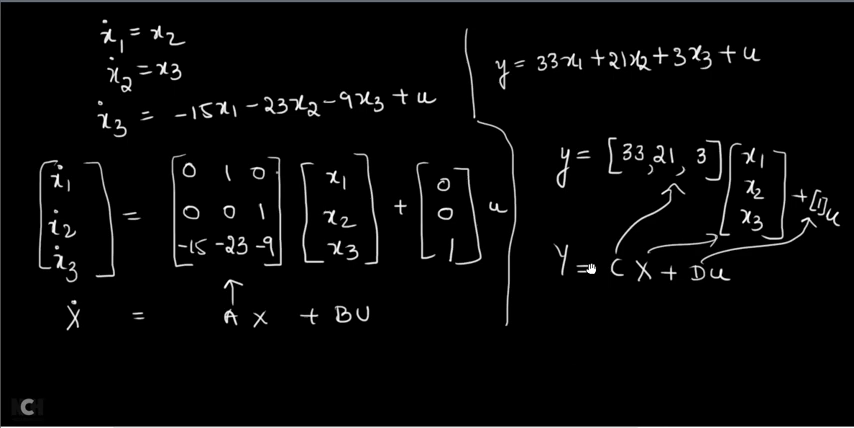 ẋ₁ = x₂
ẋ₂ = x₃
ẋ₃ = -15x₁ - 23x₂ - 9x₃ + u
[ẋ₁ ẋ₂ ẋ₃] = [0 1 0; 0 0 1; -15 -23 -9] [x₁ x₂ x₃] + [0 0 1] u
Ẋ = A X + BU
y = 33x₁ + 21x₂ + 3x₃ + u
y = [33, 21, 3] [x₁ x₂ x₃] + [1]u
Y = C X + DU
C